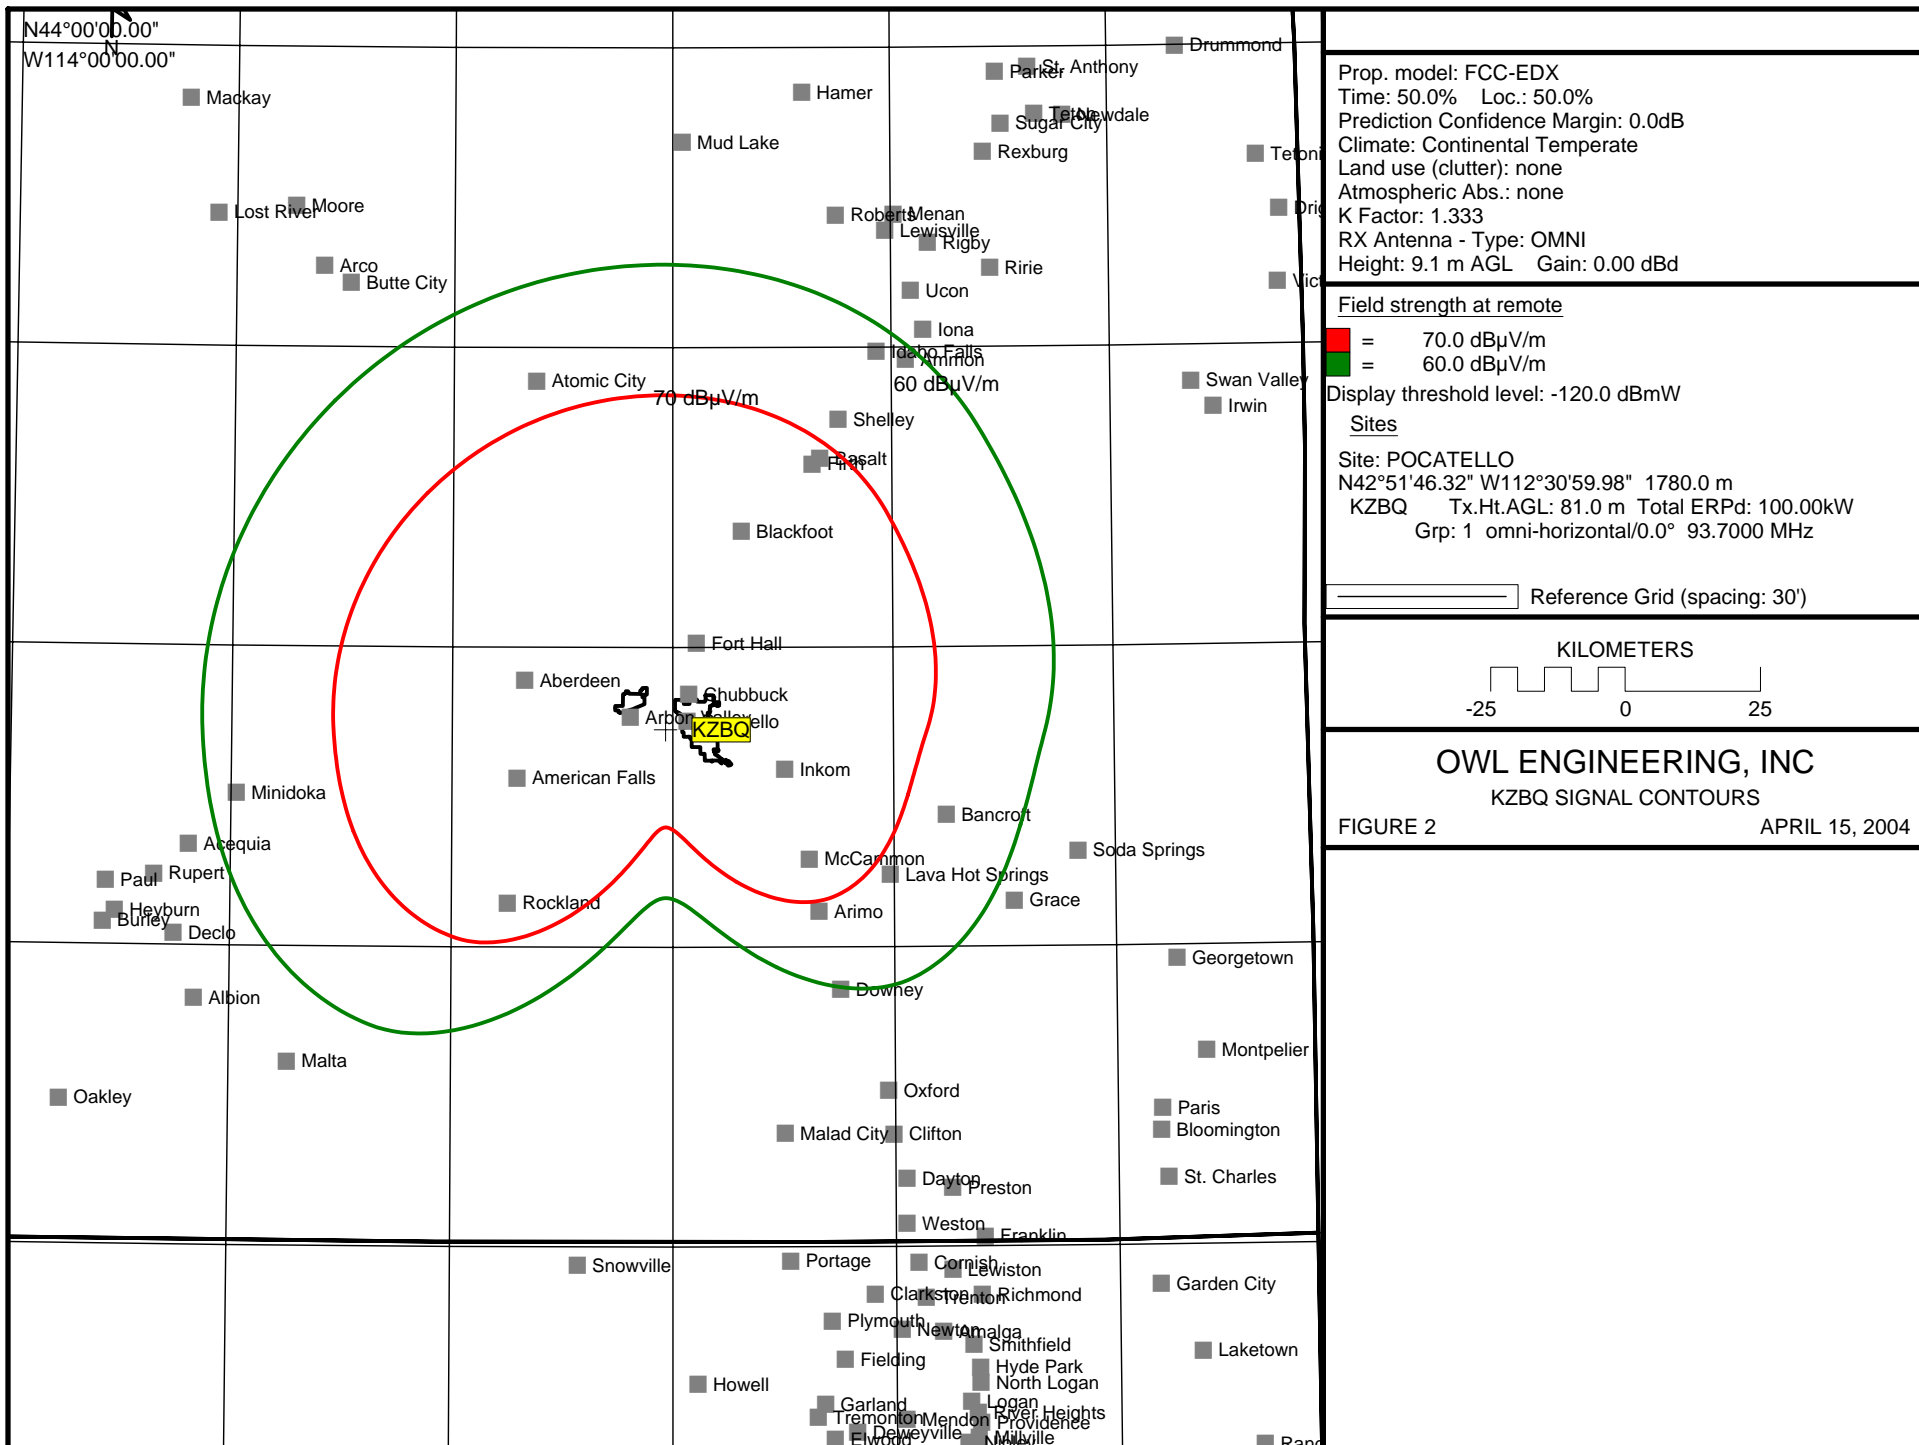 N44°00'00.00"
N
W114°00'00.00"
Drummond
St. Anthony
Parker
Mackay
Hamer
Teton
Newdale
Sugar City
Mud Lake
Rexburg
Moore
Lost River
Roberts
Menan
Lewisville
Rigby
Arco
Ririe
Butte City
Ucon
Iona
Idaho Falls
Ammon
Atomic City
60 dBµV/m
Swan Valley
70 dBµV/m
Irwin
Shelley
Basalt
Firth
Blackfoot
Fort Hall
Aberdeen
Chubbuck
KZBQ
Inkom
American Falls
Minidoka
Bancroft
Acequia
Soda Springs
McCammon
Rupert
Lava Hot Springs
Paul
Grace
Rockland
Heyburn
Arimo
Burley
Declo
Georgetown
Downey
Albion
Montpelier
Malta
Oxford
Oakley
Paris
Malad City
Clifton
Bloomington
St. Charles
Dayton
Preston
Weston
Franklin
Portage
Cornish
Snowville
Lewiston
Garden City
Clarkston
Trenton
Richmond
Plymouth
Newton
Amalga
Smithfield
Laketown
Fielding
Hyde Park
North Logan
Howell
Logan
Garland
River Heights
Tremonton
Mendon
Providence
Deweyville
Millville
Elwood
Nibley
Prop. model: FCC-EDX
Time: 50.0% Loc.: 50.0%
Prediction Confidence Margin: 0.0dB
Climate: Continental Temperate
Land use (clutter): none
Atmospheric Abs.: none
K Factor: 1.333
RX Antenna - Type: OMNI
Height: 9.1 m AGL Gain: 0.00 dBd
Field strength at remote
= 70.0 dBµV/m
= 60.0 dBµV/m
Display threshold level: -120.0 dBmW
Sites
Site: POCATELLO
N42°51'46.32" W112°30'59.98" 1780.0 m
KZBQ Tx.Ht.AGL: 81.0 m Total ERPd: 100.00kW
Grp: 1 omni-horizontal/0.0° 93.7000 MHz
Reference Grid (spacing: 30')
KILOMETERS
-25 0 25
OWL ENGINEERING, INC
KZBQ SIGNAL CONTOURS
FIGURE 2 APRIL 15, 2004